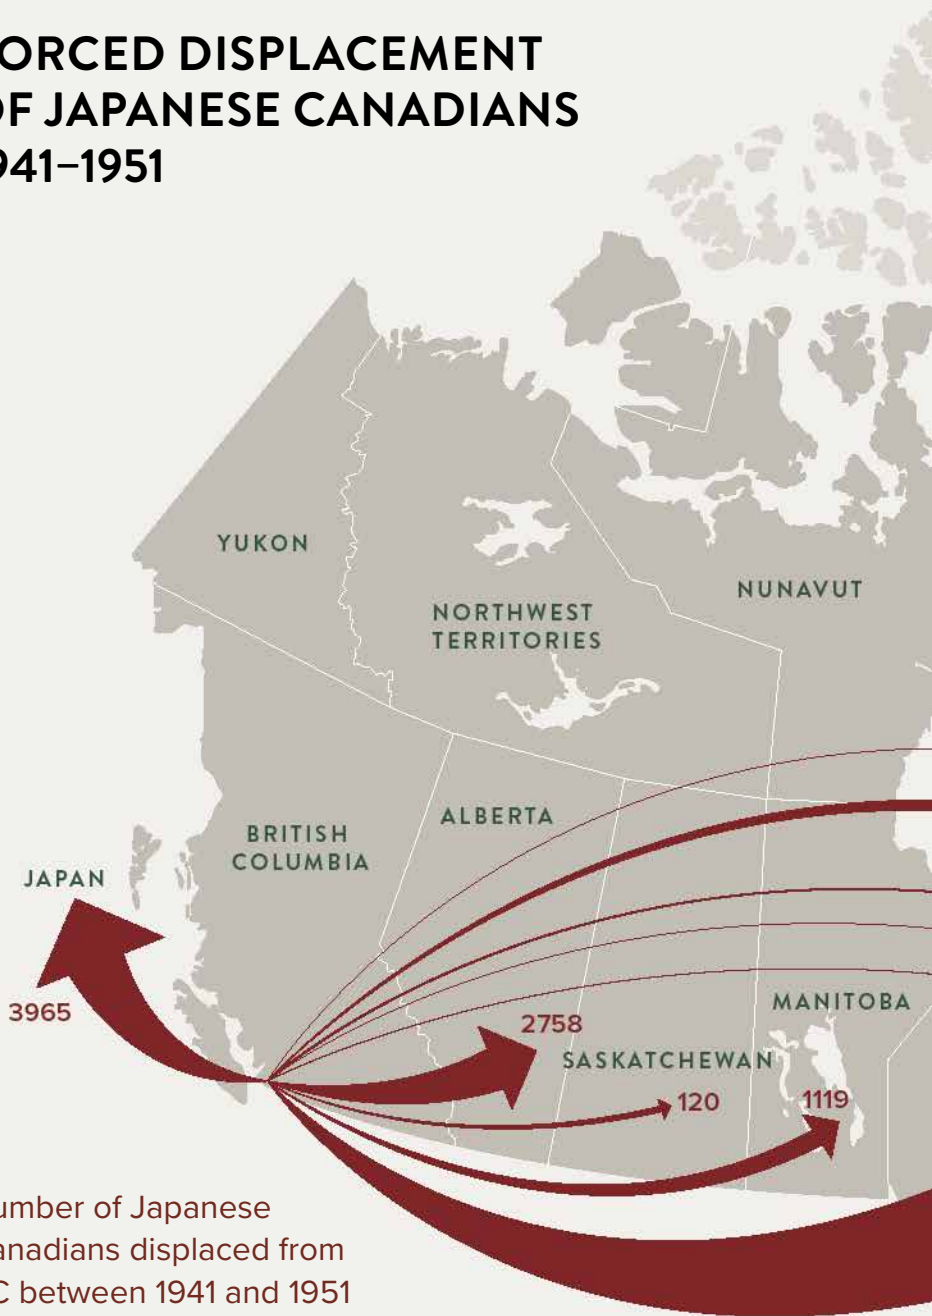 ORCED DISPLACEMENT
OF JAPANESE CANADIANS
941–1951
YUKON
NORTHWEST
TERRITORIES
NUNAVUT
BRITISH
COLUMBIA
ALBERTA
JAPAN
3965
MANITOBA
2758
SASKATCHEWAN
120
1119
umber of Japanese
anadians displaced from
C between 1941 and 1951